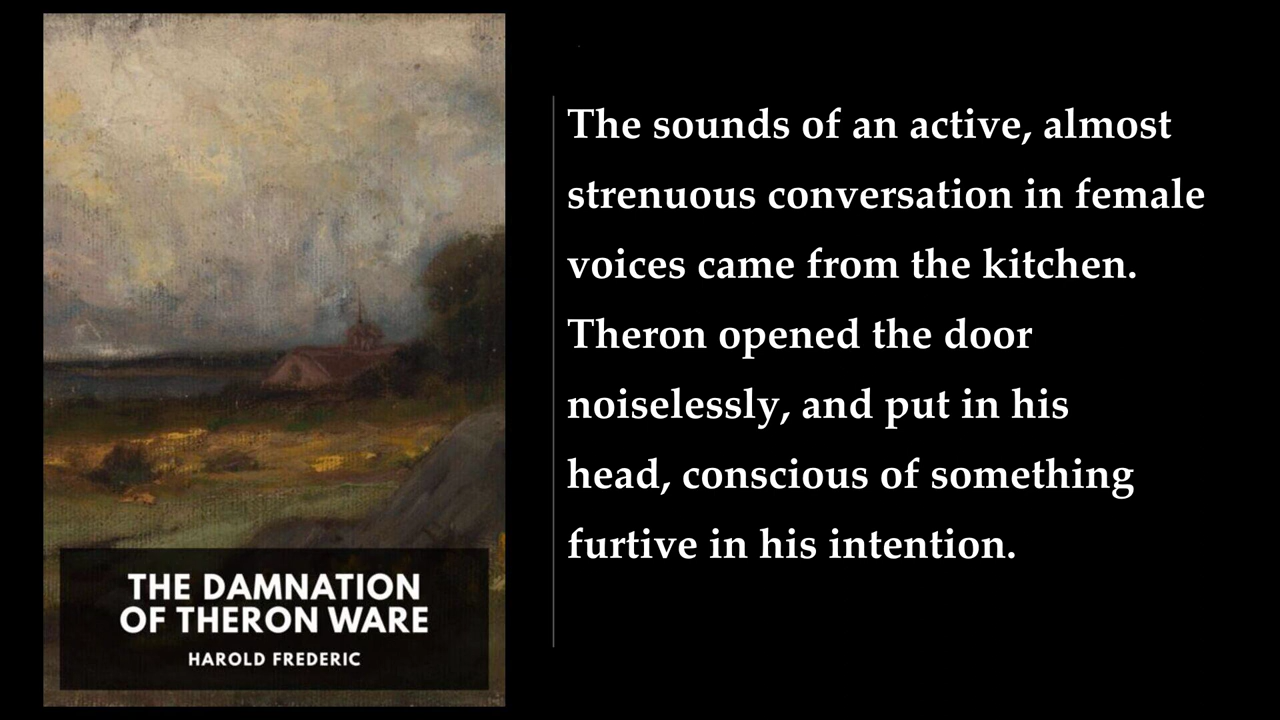 THE DAMNATION
OF THERON WARE
HAROLD FREDERIC
The sounds of an active, almost
strenuous conversation in female
voices came from the kitchen.
Theron opened the door
noiselessly, and put in his
head, conscious of something
furtive in his intention.